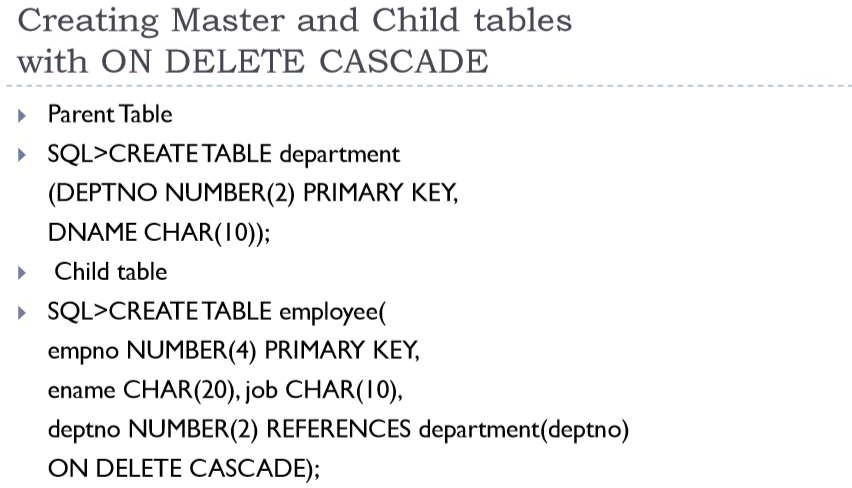 Creating Master and Child tables
with ON DELETE CASCADE
Parent Table
SQL>CREATE TABLE department
(DEPTNO NUMBER(2) PRIMARY KEY,
DNAME CHAR(10));
Child table
SQL>CREATE TABLE employee(
empno NUMBER(4) PRIMARY KEY,
ename CHAR(20), job CHAR(10),
deptno NUMBER(2) REFERENCES department(deptno)
ON DELETE CASCADE);